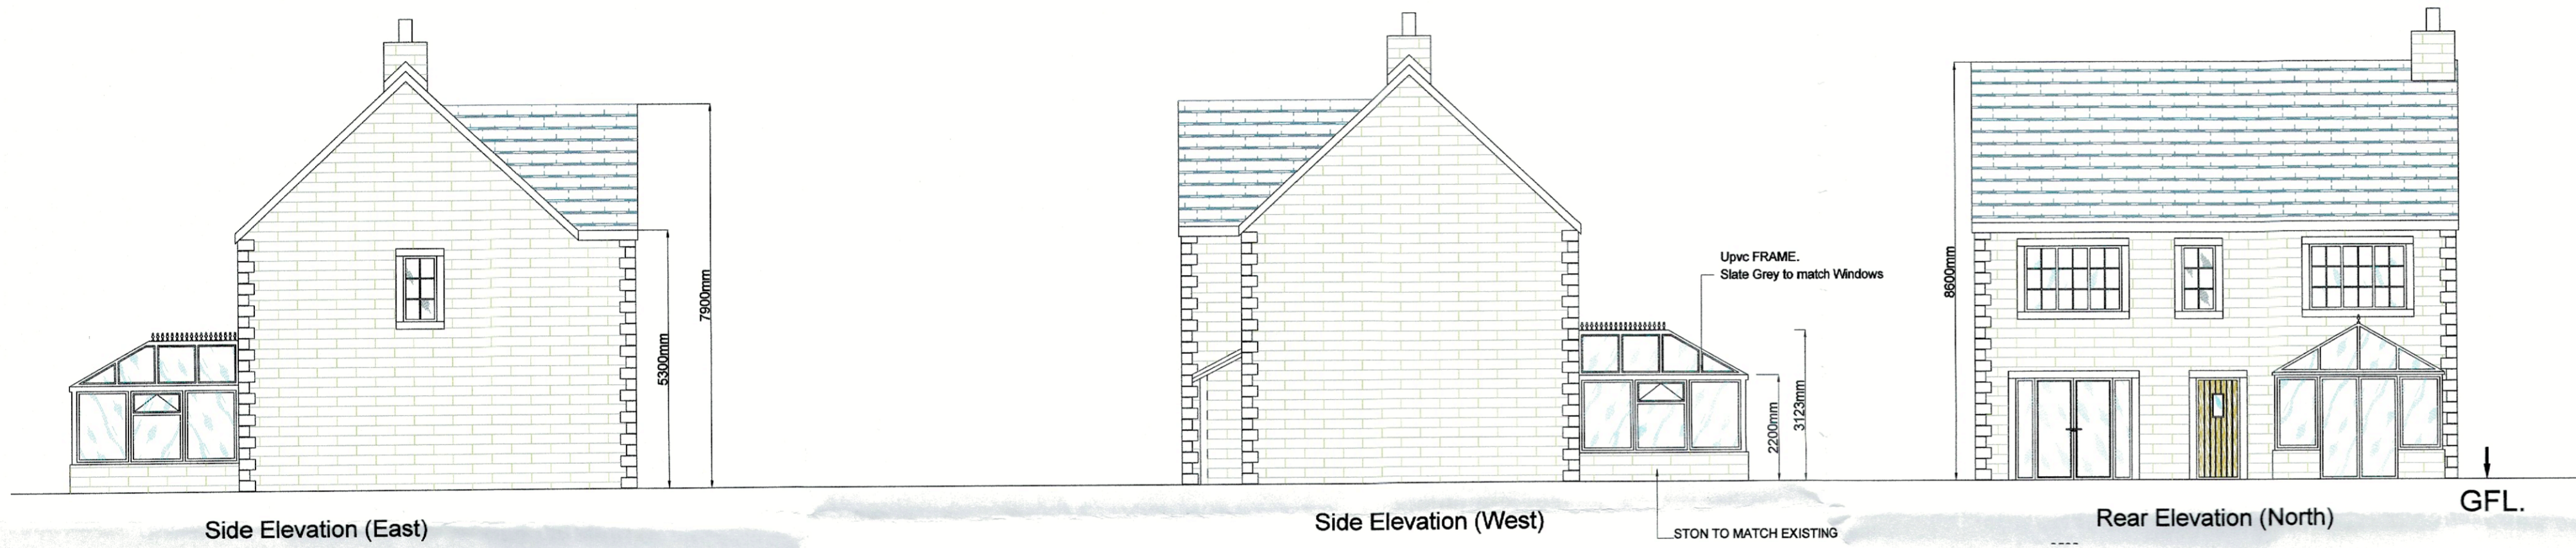 7900mm
5300mm
Side Elevation (East)
Upvc FRAME.
Slate Grey to match Windows
2200mm
3123mm
STON TO MATCH EXISTING
Side Elevation (West)
8600mm
GFL.
Rear Elevation (North)